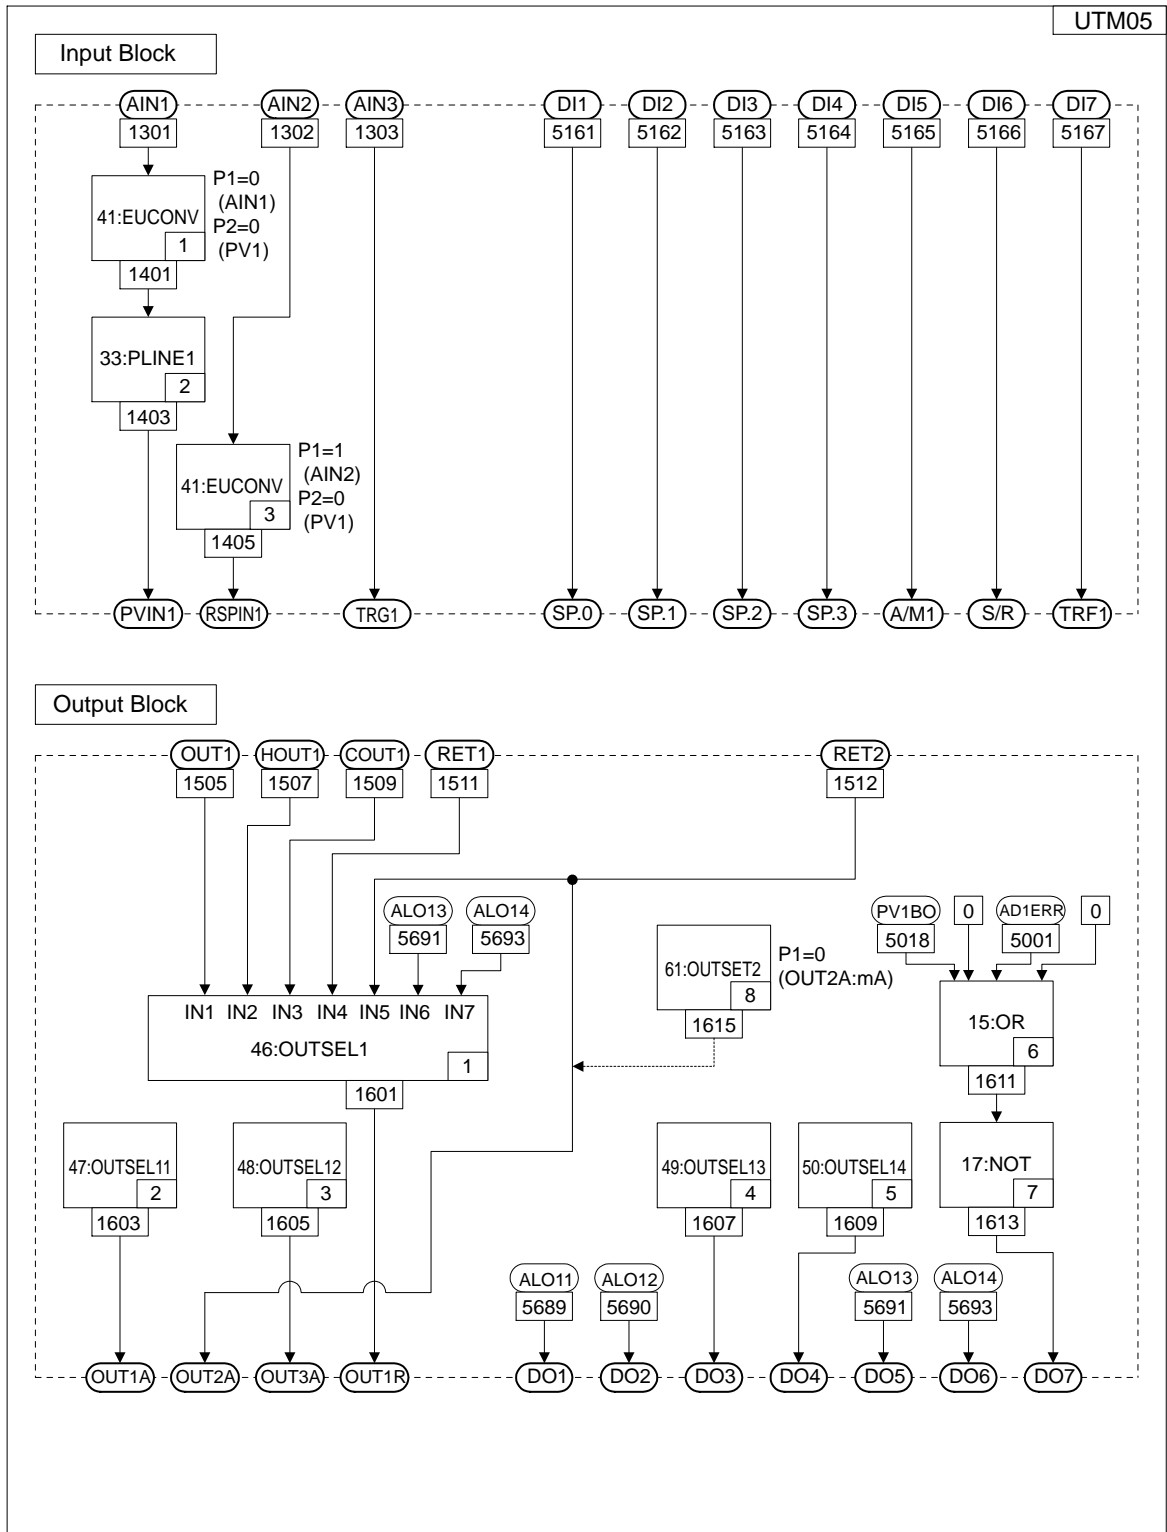 UTM05
Input Block
AIN1 AIN2 AIN3 DI1 DI2 DI3 DI4 DI5 DI6 DI7
1301 1302 1303 5161 5162 5163 5164 5165 5166 5167
P1=0
(AIN1)
P2=0
(PV1)
41:EUCONV
1
1401
33:PLINE1
2
1403
P1=1
(AIN2)
P2=0
(PV1)
41:EUCONV
3
1405
PVIN1 RSPIN1 TRG1 SP.0 SP.1 SP.2 SP.3 A/M1 S/R TRF1
Output Block
OUT1 HOUT1 COUT1 RET1 RET2
1505 1507 1509 1511 1512
ALO13 ALO14 PV1BO 0 AD1ERR 0
5691 5693 5018 5001
61:OUTSET2
8
1615
P1=0
(OUT2A:mA)
IN1 IN2 IN3 IN4 IN5 IN6 IN7
46:OUTSEL1
1
1601
15:OR
6
1611
47:OUTSEL11
2
1603
48:OUTSEL12
3
1605
49:OUTSEL13
4
1607
50:OUTSEL14
5
1609
17:NOT
7
1613
ALO11 ALO12 ALO13 ALO14
5689 5690 5691 5693
OUT1A OUT2A OUT3A OUT1R DO1 DO2 DO3 DO4 DO5 DO6 DO7